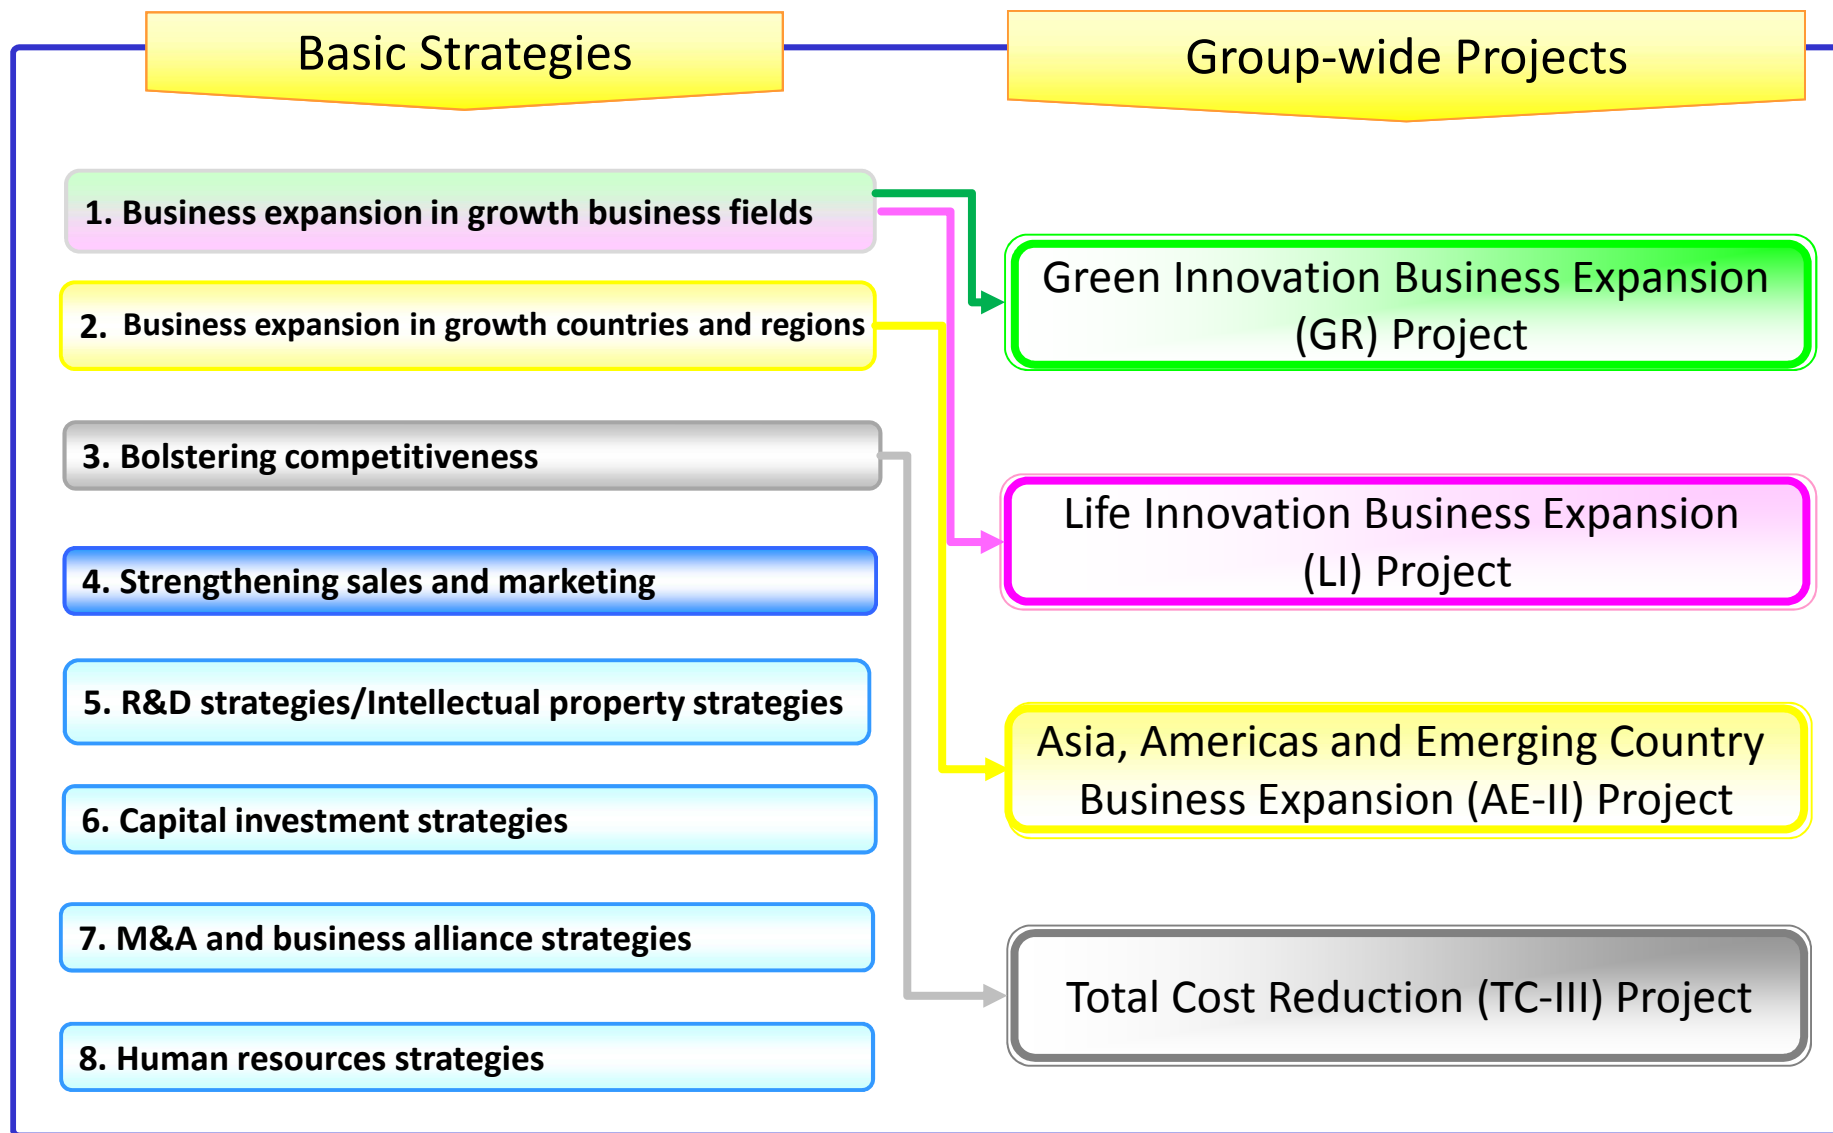 Basic Strategies
Group-wide Projects
1. Business expansion in growth business fields
2. Business expansion in growth countries and regions
3. Bolstering competitiveness
4. Strengthening sales and marketing
5. R&D strategies/Intellectual property strategies
6. Capital investment strategies
7. M&A and business alliance strategies
8. Human resources strategies
Green Innovation Business Expansion
(GR) Project
Life Innovation Business Expansion
(LI) Project
Asia, Americas and Emerging Country
Business Expansion (AE-II) Project
Total Cost Reduction (TC-III) Project